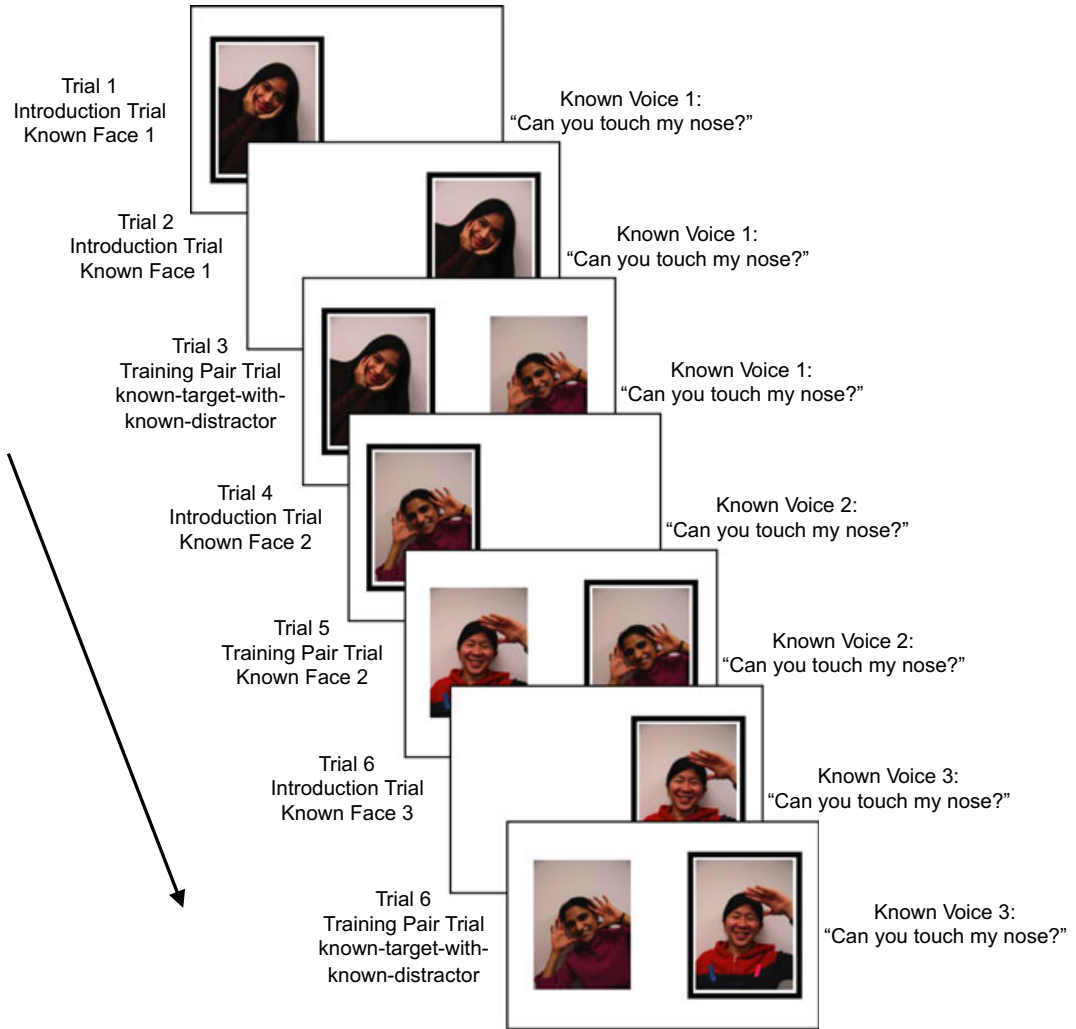 Trial 1
Introduction Trial
Known Face 1
Known Voice 1:
“Can you touch my nose?”
Trial 2
Introduction Trial
Known Face 1
Known Voice 1:
“Can you touch my nose?”
Trial 3
Training Pair Trial
known-target-with-
known-distractor
Known Voice 1:
“Can you touch my nose?”
Trial 4
Introduction Trial
Known Face 2
Known Voice 2:
“Can you touch my nose?”
Trial 5
Training Pair Trial
Known Face 2
Known Voice 2:
“Can you touch my nose?”
Trial 6
Introduction Trial
Known Face 3
Known Voice 3:
“Can you touch my nose?”
Trial 6
Training Pair Trial
known-target-with-
known-distractor
Known Voice 3:
“Can you touch my nose?”